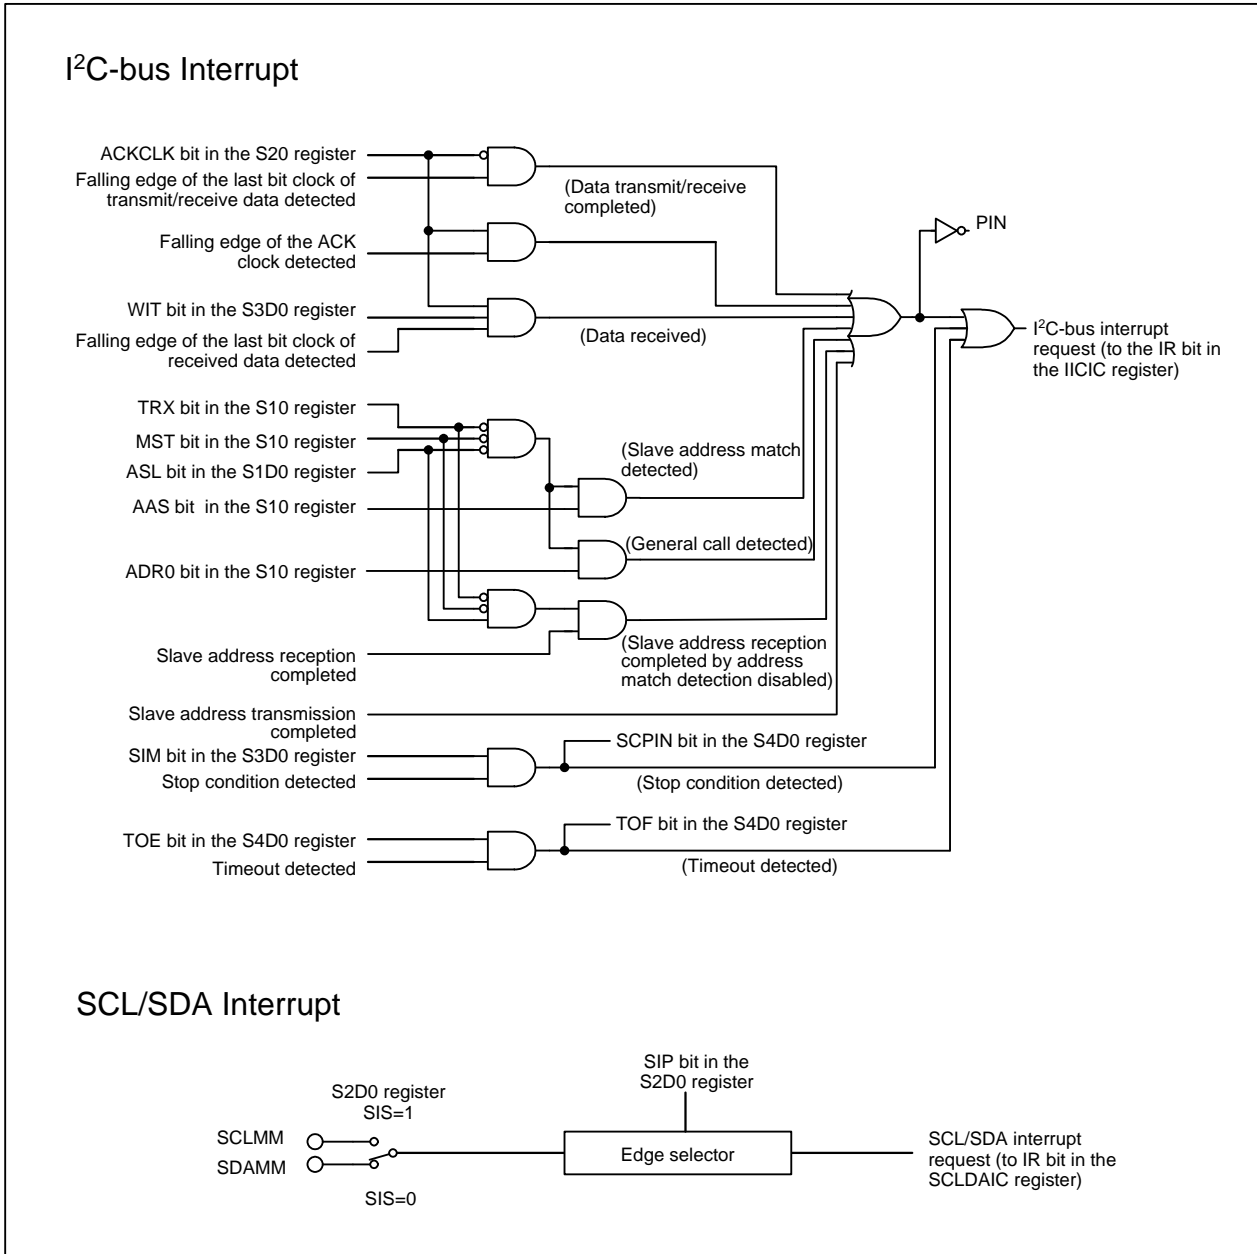 I²C-bus Interrupt
ACKCLK bit in the S20 register
Falling edge of the last bit clock of
transmit/receive data detected
(Data transmit/receive
completed)
Falling edge of the ACK
clock detected
PIN
WIT bit in the S3D0 register
Falling edge of the last bit clock of
received data detected
(Data received)
I²C-bus interrupt
request (to the IR bit in
the IICIC register)
TRX bit in the S10 register
MST bit in the S10 register
ASL bit in the S1D0 register
AAS bit  in the S10 register
(Slave address match
detected)
ADR0 bit in the S10 register
(General call detected)
Slave address reception
completed
(Slave address reception
completed by address
match detection disabled)
Slave address transmission
completed
SIM bit in the S3D0 register
Stop condition detected
SCPIN bit in the S4D0 register
(Stop condition detected)
TOE bit in the S4D0 register
Timeout detected
TOF bit in the S4D0 register
(Timeout detected)
SCL/SDA Interrupt
S2D0 register
SIS=1
SCLMM
SDAMM
SIS=0
SIP bit in the
S2D0 register
Edge selector
SCL/SDA interrupt
request (to IR bit in the
SCLDAIC register)